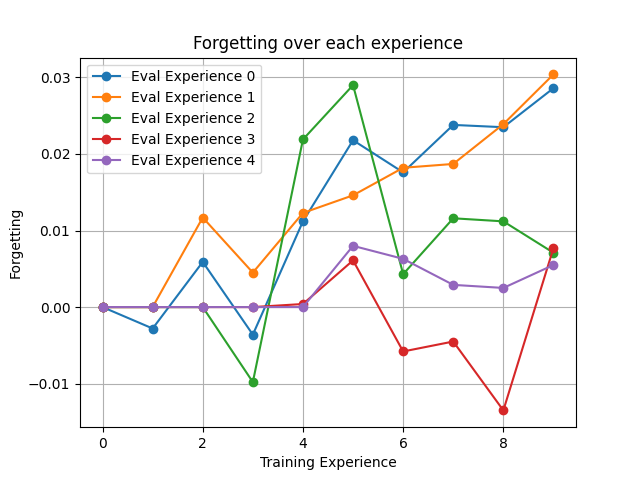 Forgetting over each experience
Eval Experience 0
Eval Experience 1
Eval Experience 2
Eval Experience 3
Eval Experience 4
0.03
0.02
0.01
0.00
−0.01
Forgetting
0 2 4 6 8
Training Experience